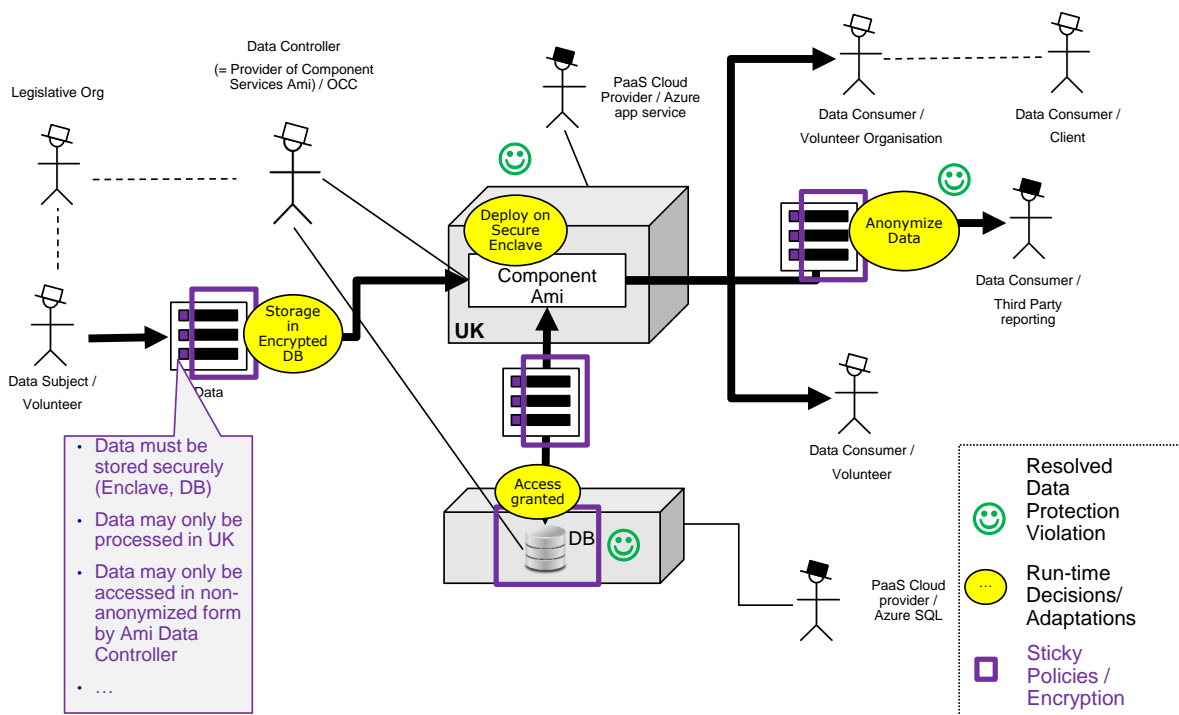 Data Controller
(= Provider of Component
Services Ami) / OCC
Legislative Org
PaaS Cloud
Provider / Azure
app service
Data Consumer /
Volunteer Organisation
Data Consumer /
Client
Deploy on
Secure
Enclave
Component
Ami
UK
Anonymize
Data
Data Consumer /
Third Party
reporting
Storage
in
Encrypted
DB
Data Subject /
Volunteer
Data
Data Consumer /
Volunteer
Access
granted
DB
PaaS Cloud
provider /
Azure SQL
• Data must be
stored securely
(Enclave, DB)
• Data may only be
processed in UK
• Data may only be
accessed in non-
anonymized form
by Ami Data
Controller
• …
Resolved
Data
Protection
Violation
…
Run-time
Decisions/
Adaptations
Sticky
Policies /
Encryption